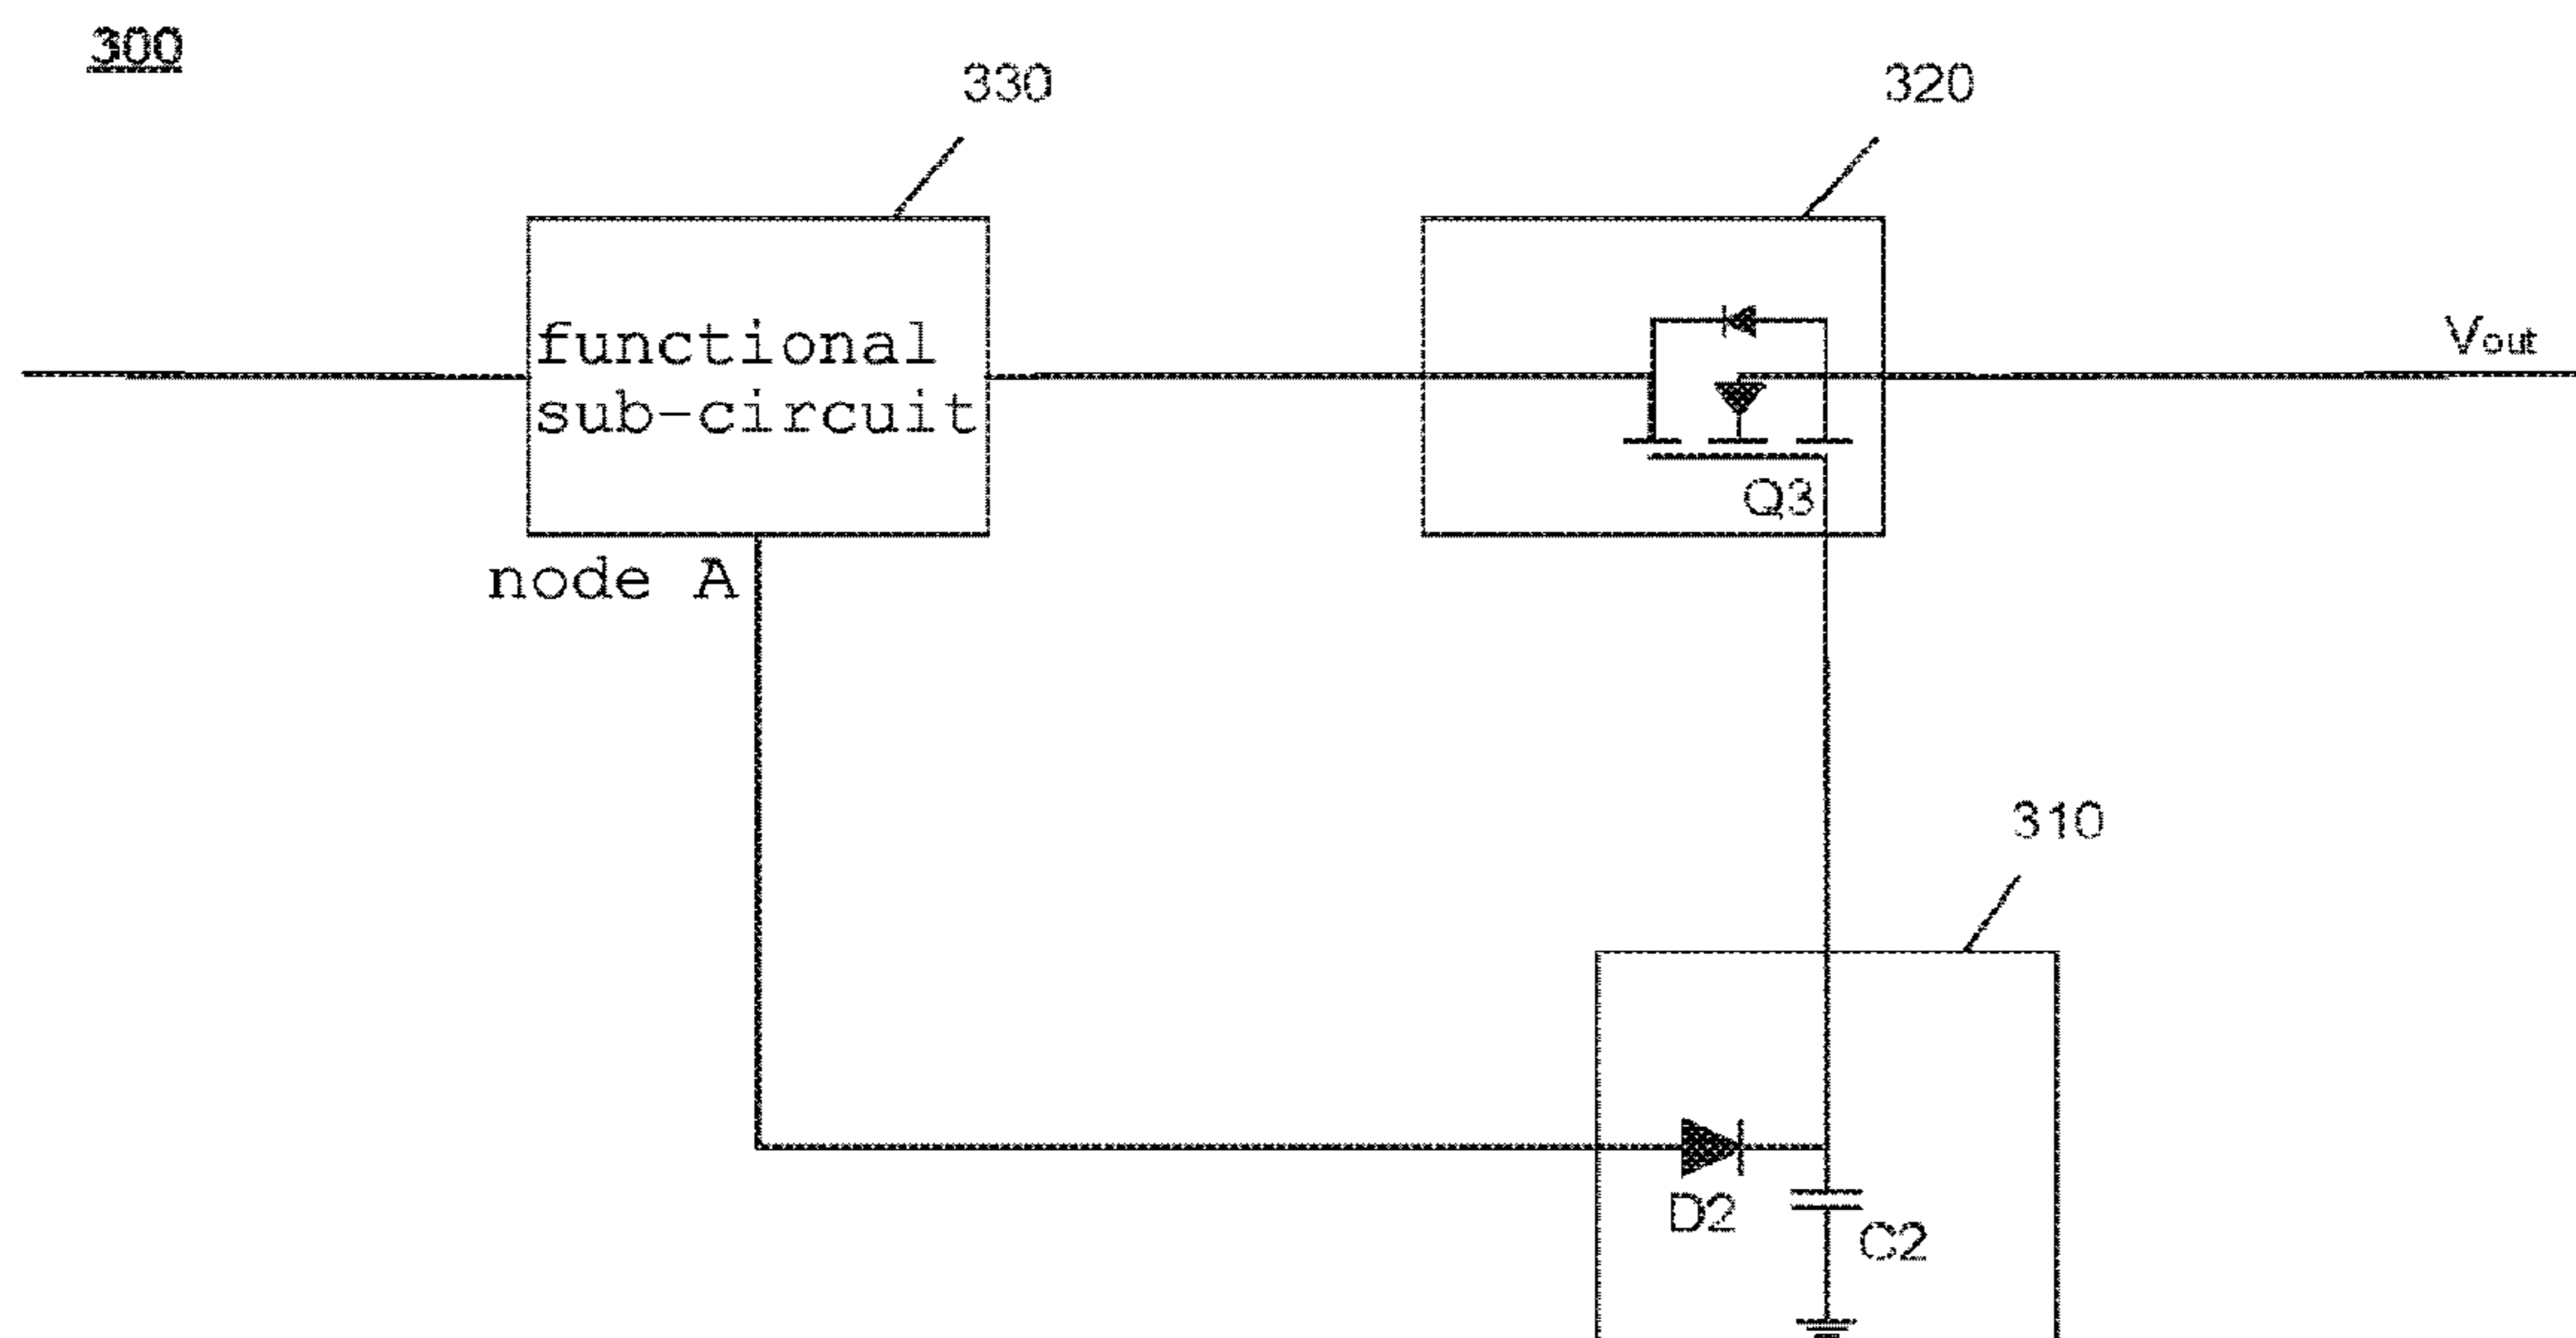 300
330
320
functional
sub-circuit
Vout
Q3
node A
310
D2
C2